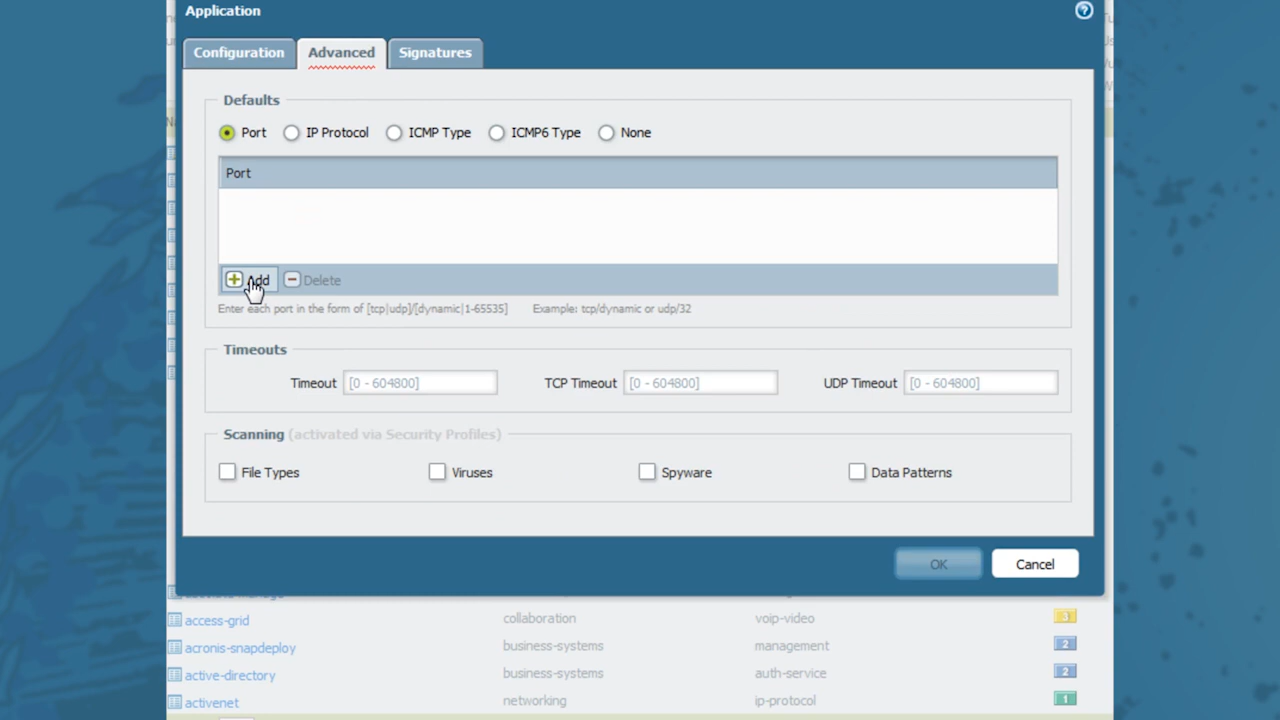 Application
Configuration Advanced Signatures
Defaults
Port IP Protocol ICMP Type ICMP6 Type None
Port
Add Delete
Enter each port in the form of [tcp|udp]/[dynamic|1-65535] Example: tcp/dynamic or udp/32
Timeouts
Timeout [0 - 604800] TCP Timeout [0 - 604800] UDP Timeout [0 - 604800]
Scanning (activated via Security Profiles)
File Types Viruses Spyware Data Patterns
OK Cancel
access-grid collaboration voip-video 3
acronis-snapdeploy business-systems management 2
active-directory business-systems auth-service 2
activenet networking ip-protocol 1